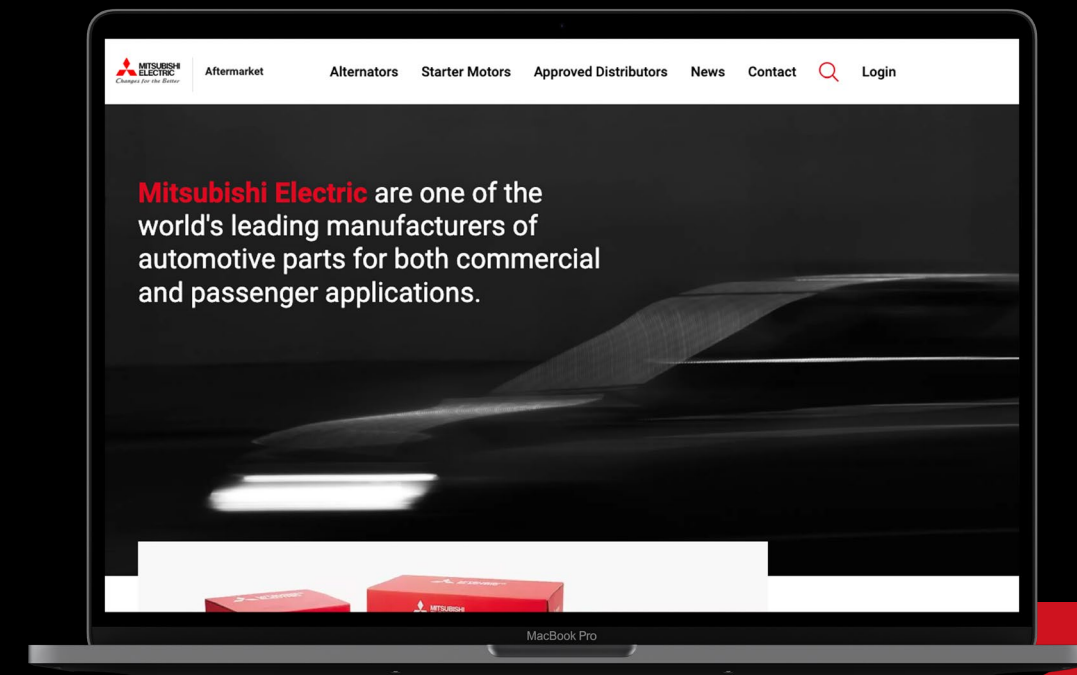 MITSUBISHI
ELECTRIC
Changes for the Better
Aftermarket
Alternators Starter Motors Approved Distributors News Contact Login
Mitsubishi Electric are one of the
world's leading manufacturers of
automotive parts for both commercial
and passenger applications.
MITSUBISHI
MacBook Pro